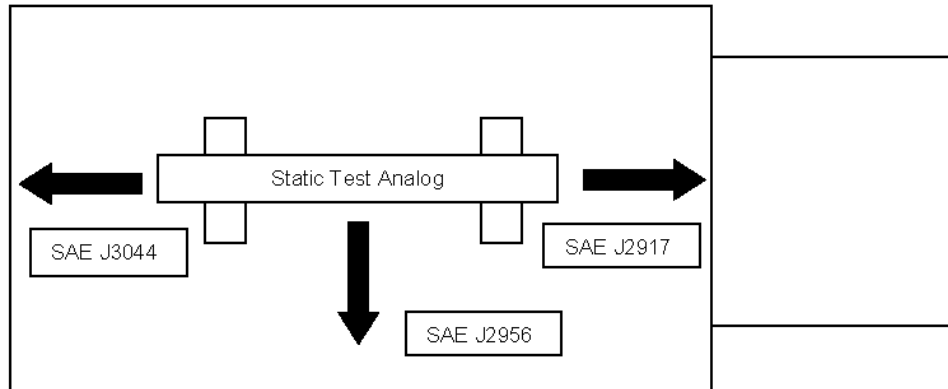 Static Test Analog
SAE J3044
SAE J2917
SAE J2956